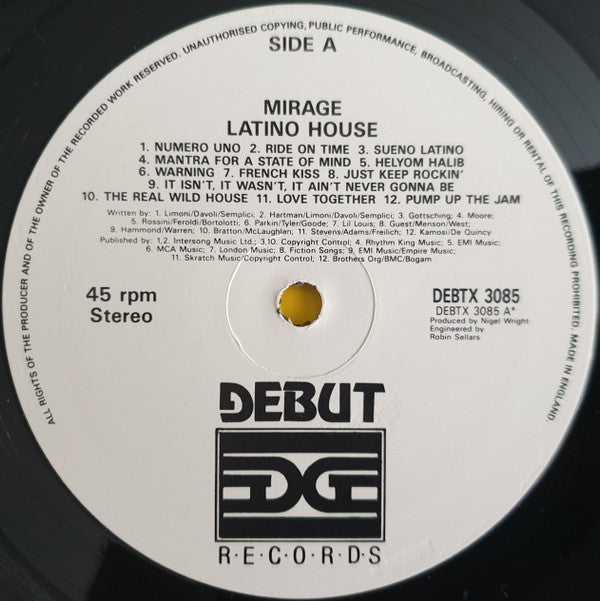 ALL RIGHTS OF THE PRODUCER AND OF THE OWNER OF THE RECORDED WORK RESERVED. UNAUTHORISED COPYING, PUBLIC PERFORMANCE, BROADCASTING, HIRING OR RENTAL OF THIS RECORDING PROHIBITED. MADE IN ENGLAND.
SIDE A
MIRAGE
LATINO HOUSE
1. NUMERO UNO 2. RIDE ON TIME 3. SUENO LATINO
4. MANTRA FOR A STATE OF MIND 5. HELYOM HALIB
6. WARNING 7. FRENCH KISS 8. JUST KEEP ROCKIN'
9. IT ISN'T, IT WASN'T, IT AIN'T NEVER GONNA BE
10. THE REAL WILD HOUSE 11. LOVE TOGETHER 12. PUMP UP THE JAM
Written by: 1. Limoni/Davoli/Semplici; 2. Hartman/Limoni/Davoli/Semplici; 3. Gottsching; 4. Moore;
5. Rossini/Feroldi/Bortolotti; 6. Parkin/Tyler/Goode; 7. Lil Louis; 8. Guest/Menson/West;
9. Hammond/Warren; 10. Bratton/McLaughlan; 11. Stevens/Adams/Freilich; 12. Kamosi/De Quincy
Published by: 1,2. Intersong Music Ltd.; 3,10. Copyright Control; 4. Rhythm King Music; 5. EMI Music;
6. MCA Music; 7. London Music; 8. Fiction Songs; 9. EMI Music/Empire Music;
11. Skratch Music/Copyright Control; 12. Brothers Org/BMC/Bogam
45 rpm
Stereo
DEBTX 3085
DEBTX 3085 A*
Produced by Nigel Wright
Engineered by
Robin Sellars
DEBUT
R·E·C·O·R·D·S